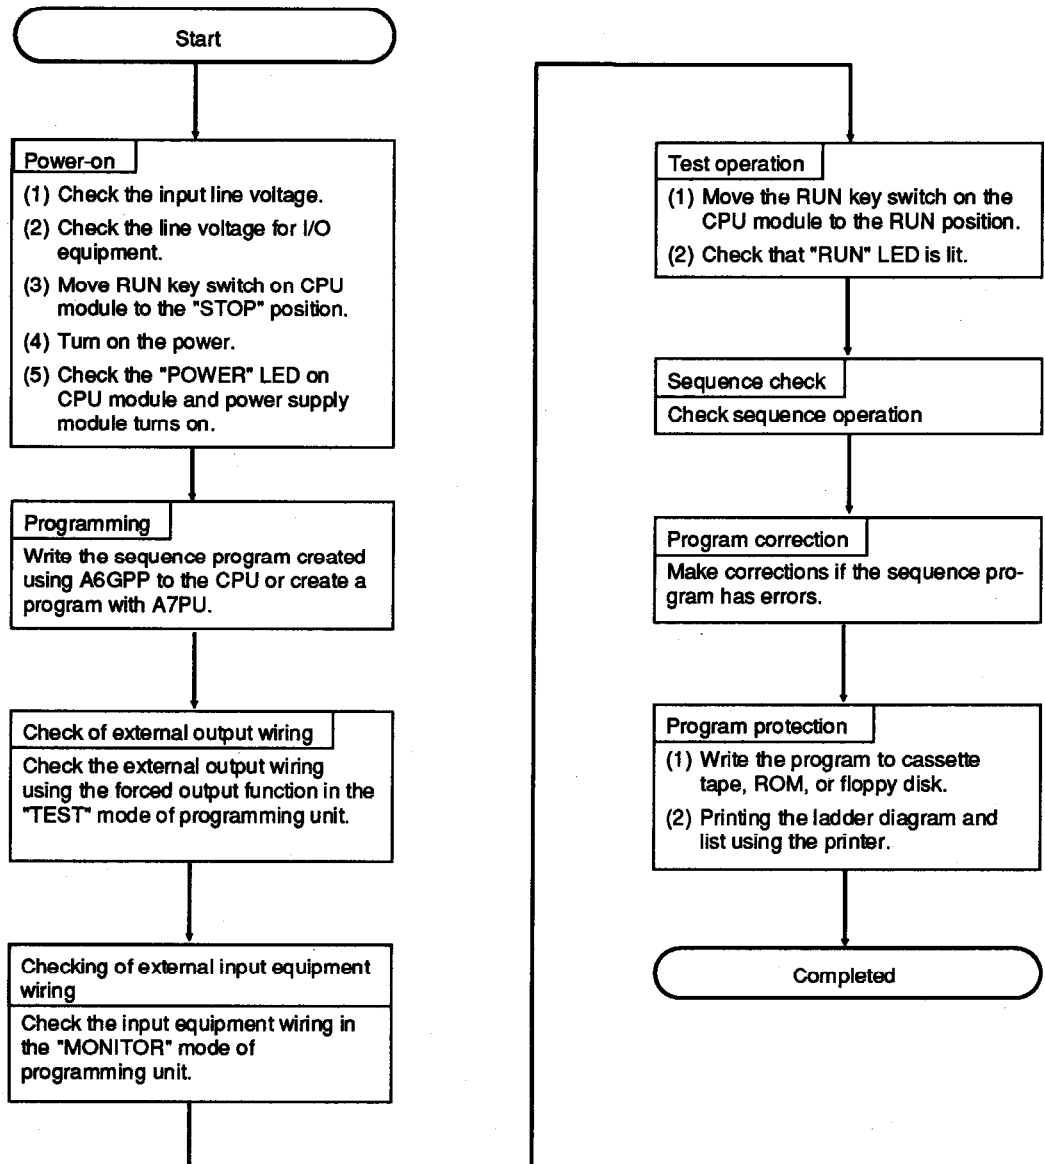 Start
Power-on
(1) Check the input line voltage.
(2) Check the line voltage for I/O
equipment.
(3) Move RUN key switch on CPU
module to the "STOP" position.
(4) Turn on the power.
(5) Check the "POWER" LED on
CPU module and power supply
module turns on.
Programming
Write the sequence program created
using A6GPP to the CPU or create a
program with A7PU.
Check of external output wiring
Check the external output wiring
using the forced output function in the
"TEST" mode of programming unit.
Checking of external input equipment
wiring
Check the input equipment wiring in
the "MONITOR" mode of
programming unit.
Test operation
(1) Move the RUN key switch on the
CPU module to the RUN position.
(2) Check that "RUN" LED is lit.
Sequence check
Check sequence operation
Program correction
Make corrections if the sequence pro-
gram has errors.
Program protection
(1) Write the program to cassette
tape, ROM, or floppy disk.
(2) Printing the ladder diagram and
list using the printer.
Completed